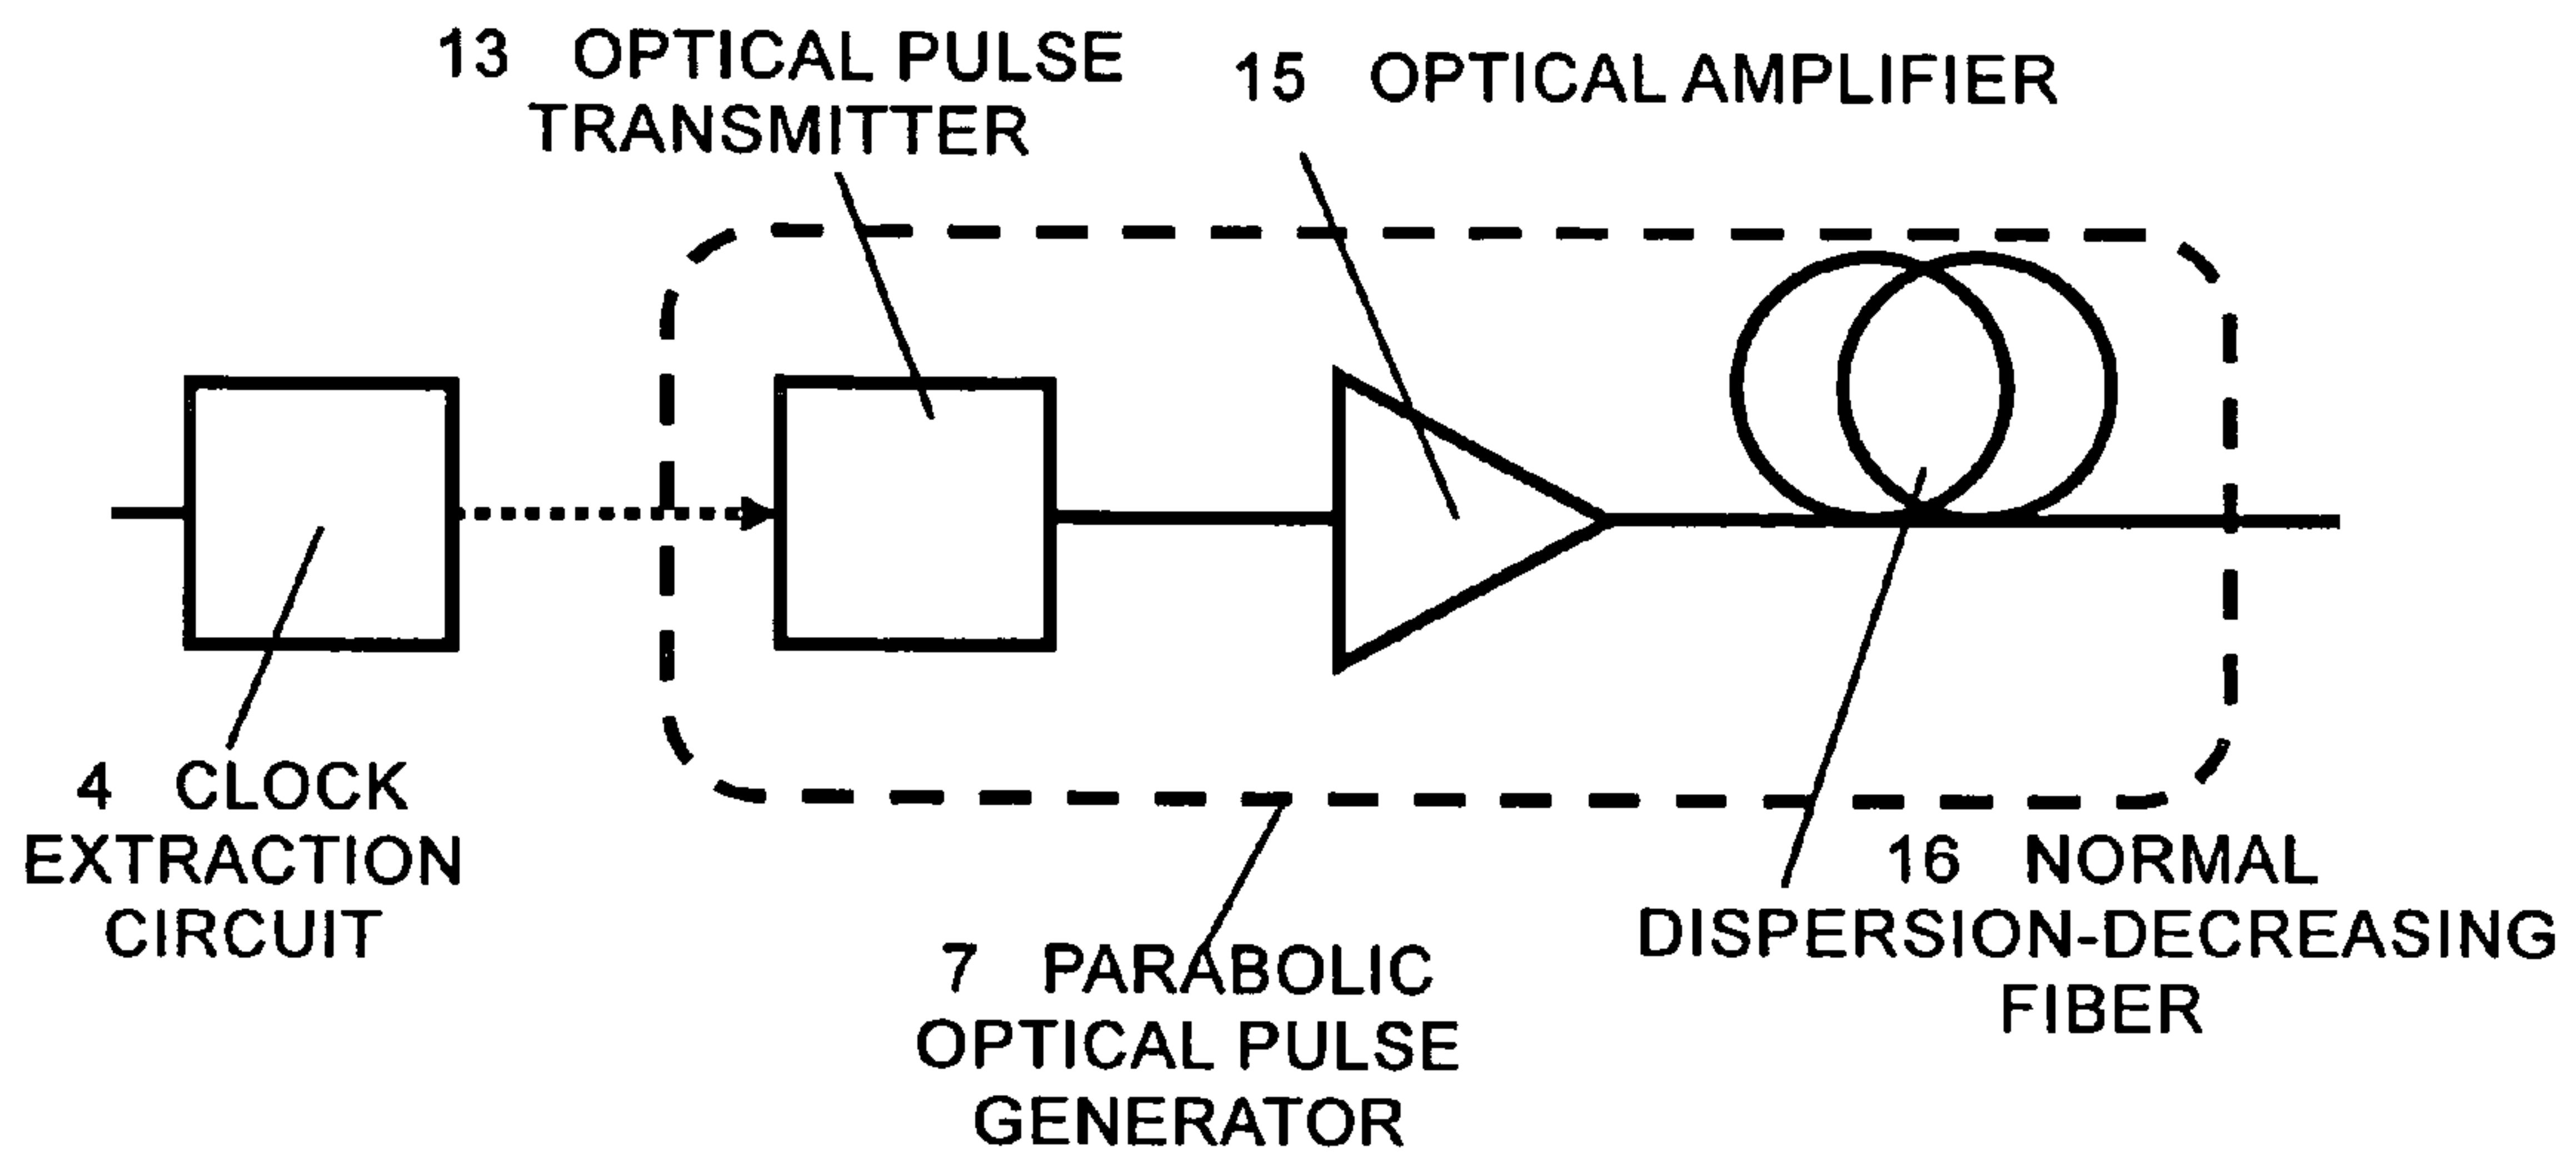 13 OPTICAL PULSE
TRANSMITTER
15 OPTICAL AMPLIFIER
4 CLOCK
EXTRACTION
CIRCUIT
7 PARABOLIC
OPTICAL PULSE
GENERATOR
16 NORMAL
DISPERSION-DECREASING
FIBER